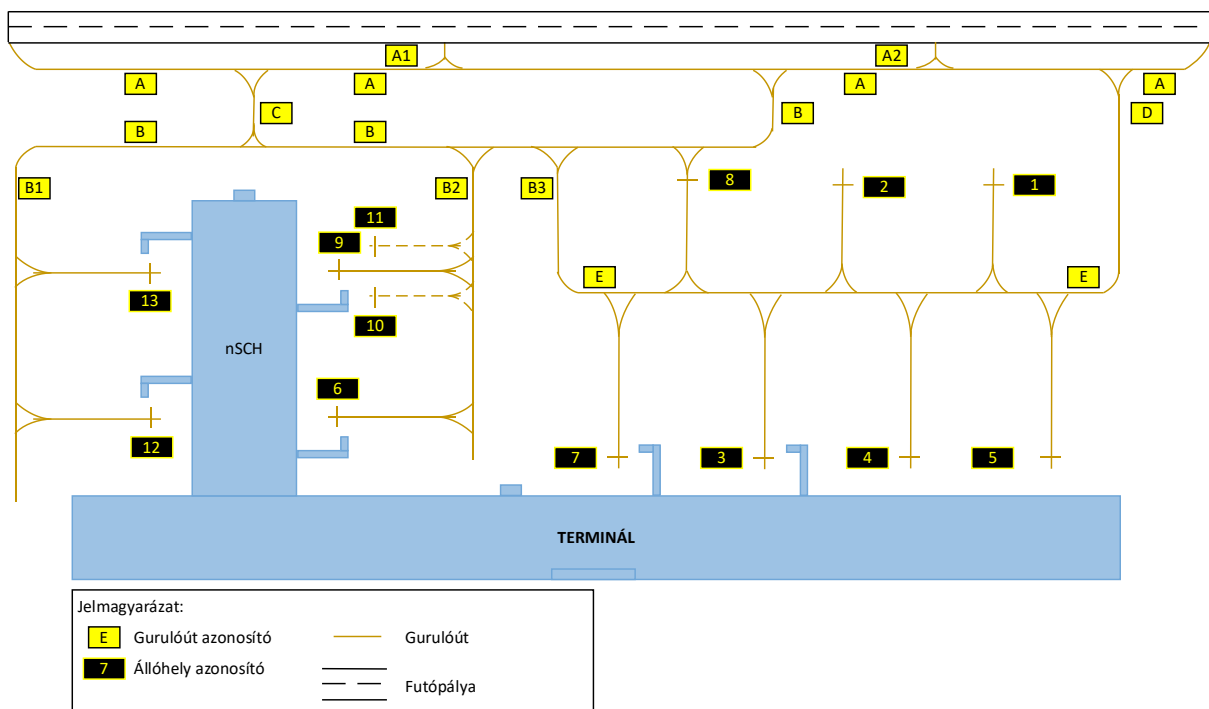 A1
A2
A
A
A
A
C
B
D
B
B
B1
B2
B3
8
2
1
11
9
13
10
E
E
nSCH
6
12
7
3
4
5
TERMINÁL
Jelmagyarázat:
E Gurulóút azonosító
Gurulóút
7 Állóhely azonosító
Futópálya